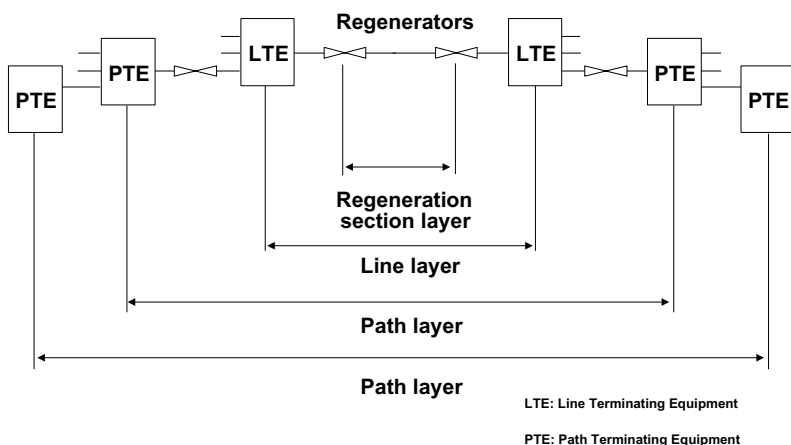 Regenerators
LTE
LTE
PTE
PTE
PTE
PTE
Regeneration
section layer
Line layer
Path layer
Path layer
LTE: Line Terminating Equipment
PTE: Path Terminating Equipment